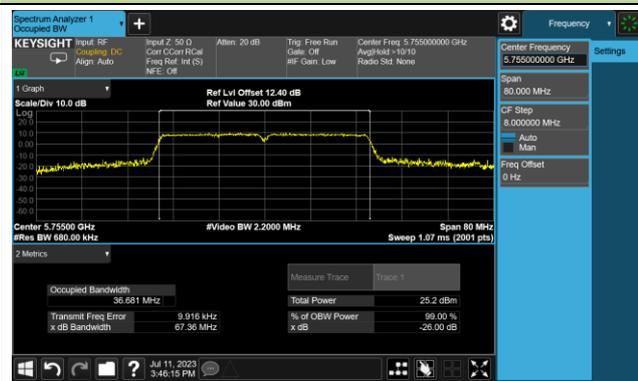 Spectrum Analyzer 1
Occupied BW
+
Frequency
KEYSIGHT
Input: RF
Coupling: DC
Align: Auto
Input Z: 50 Ω
Corr CCorr RCal
Freq Ref: Int (S)
NFE: Off
Atten: 20 dB
Trig: Free Run
Gate: Off
#IF Gain: Low
Center Freq: 5.755000000 GHz
Avg|Hold:>10/10
Radio Std: None
LV
Center Frequency
5.755000000 GHz
Settings
Span
80.000 MHz
CF Step
8.000000 MHz
Auto
Man
Freq Offset
0 Hz
1 Graph
Scale/Div 10.0 dB
Ref Lvl Offset 12.40 dB
Ref Value 30.00 dBm
Log
20.0
10.0
0.00
-10.0
-20.0
-30.0
-40.0
-50.0
-60.0
Center 5.75500 GHz
#Res BW 680.00 kHz
#Video BW 2.2000 MHz
Span 80 MHz
Sweep 1.07 ms (2001 pts)
2 Metrics
Measure Trace
Trace 1
Occupied Bandwidth
36.681 MHz
Total Power
25.2 dBm
Transmit Freq Error
9.916 kHz
% of OBW Power
99.00 %
x dB Bandwidth
67.36 MHz
x dB
-26.00 dB
?
Jul 11, 2023
3:46:15 PM